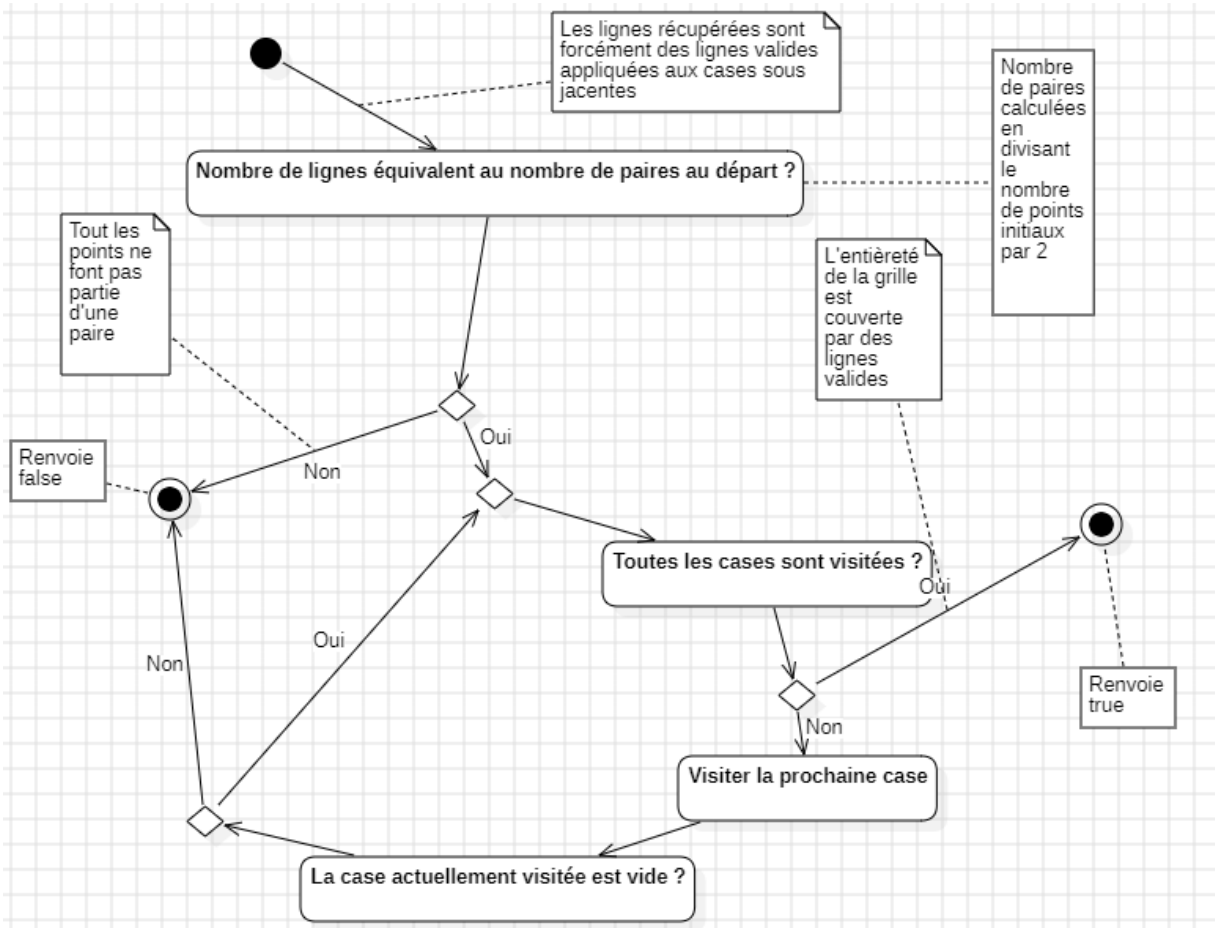 Les lignes récupérées sont
forcément des lignes valides
appliquées aux cases sous
jacentes
Nombre
de paires
calculées
en
divisant
le
nombre
de points
initiaux
par 2
Nombre de lignes équivalent au nombre de paires au départ ?
Tout les
points ne
font pas
partie
d'une
paire
L'entièreté
de la grille
est
couverte
par des
lignes
valides
Oui
Non
Renvoie
false
Toutes les cases sont visitées ?
Oui
Oui
Non
Renvoie
true
Non
Visiter la prochaine case
La case actuellement visitée est vide ?